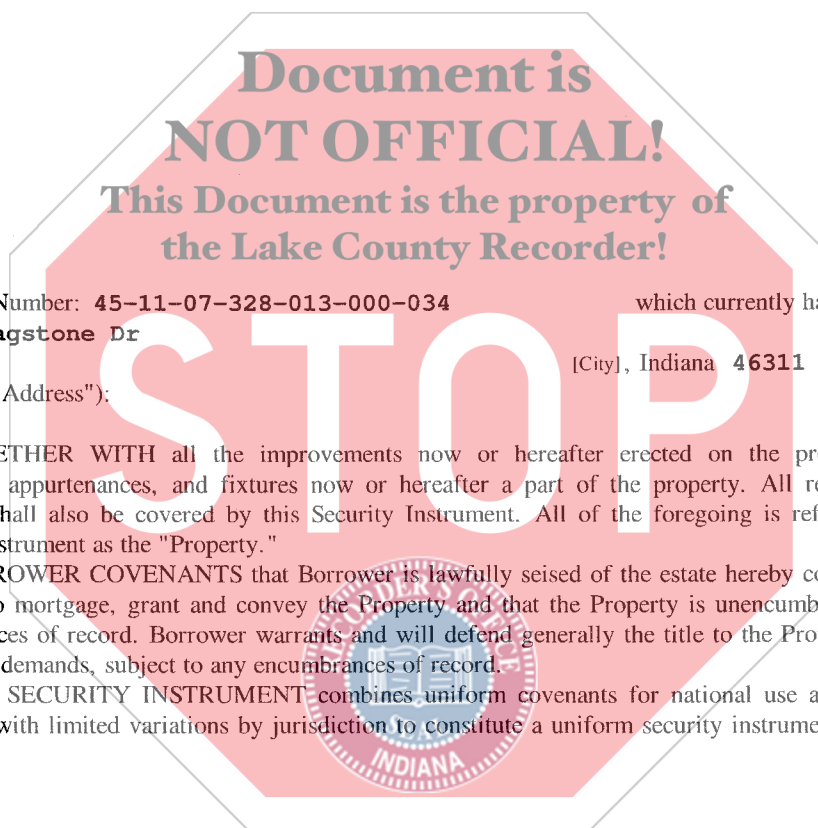 Document is
NOT OFFICIAL!
This Document is the property of
the Lake County Recorder!
Number: 45-11-07-328-013-000-034 which currently ha
agstone Dr
[City], Indiana 46311
Address"):
STOP
ETHER WITH all the improvements now or hereafter erected on the pr
appurtenances, and fixtures now or hereafter a part of the property. All re
hall also be covered by this Security Instrument. All of the foregoing is ref
strument as the "Property."
ROWER COVENANTS that Borrower is lawfully seised of the estate hereby co
o mortgage, grant and convey the Property and that the Property is unencumb
ces of record. Borrower warrants and will defend generally the title to the Pro
demands, subject to any encumbrances of record.
SECURITY INSTRUMENT combines uniform covenants for national use a
with limited variations by jurisdiction to constitute a uniform security instrume
RECORDER'S OFFICE
SEAL
INDIANA